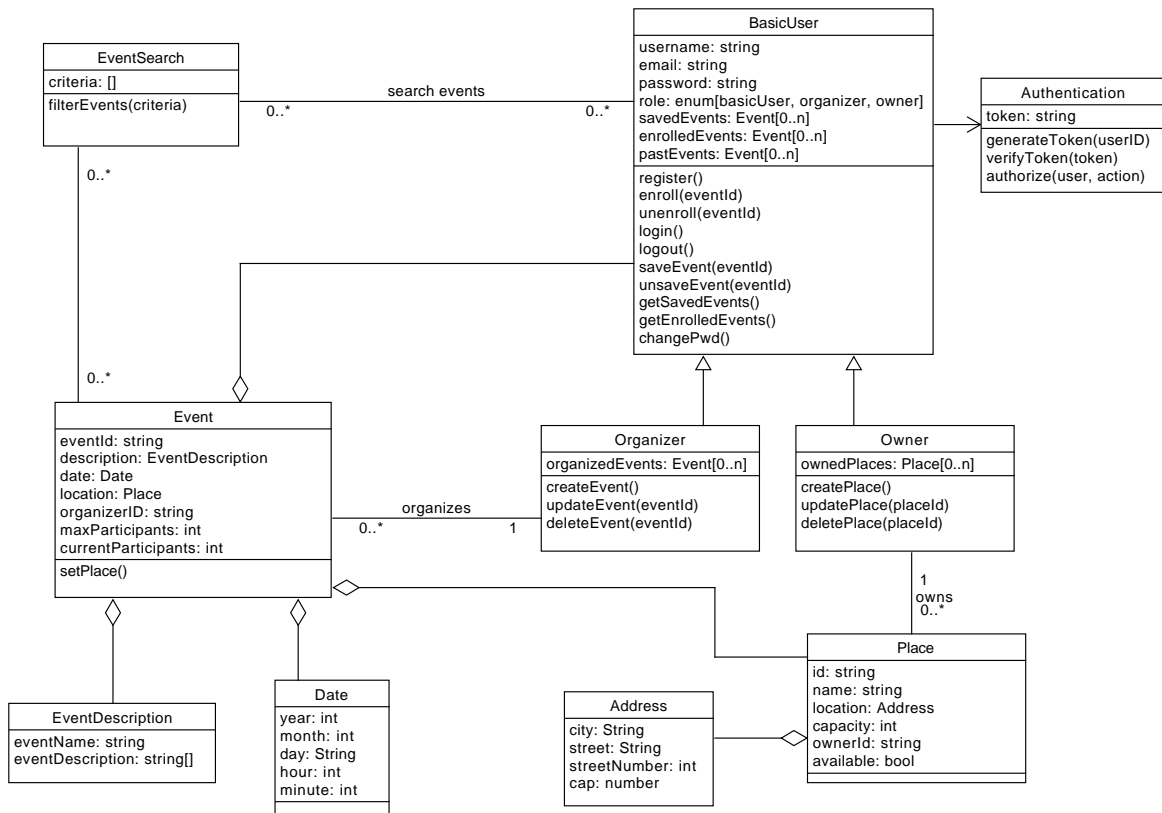 EventSearch
criteria: []
filterEvents(criteria)
search events
0..*
0..*
BasicUser
username: string
email: string
password: string
role: enum[basicUser, organizer, owner]
savedEvents: Event[0..n]
enrolledEvents: Event[0..n]
pastEvents: Event[0..n]
register()
enroll(eventId)
unenroll(eventId)
login()
logout()
saveEvent(eventId)
unsaveEvent(eventId)
getSavedEvents()
getEnrolledEvents()
changePwd()
Authentication
token: string
generateToken(userID)
verifyToken(token)
authorize(user, action)
0..*
0..*
Event
eventId: string
description: EventDescription
date: Date
location: Place
organizerID: string
maxParticipants: int
currentParticipants: int
setPlace()
organizes
0..*
1
Organizer
organizedEvents: Event[0..n]
createEvent()
updateEvent(eventId)
deleteEvent(eventId)
Owner
ownedPlaces: Place[0..n]
createPlace()
updatePlace(placeId)
deletePlace(placeId)
1
owns
0..*
EventDescription
eventName: string
eventDescription: string[]
Date
year: int
month: int
day: String
hour: int
minute: int
Address
city: String
street: String
streetNumber: int
cap: number
Place
id: string
name: string
location: Address
capacity: int
ownerId: string
available: bool